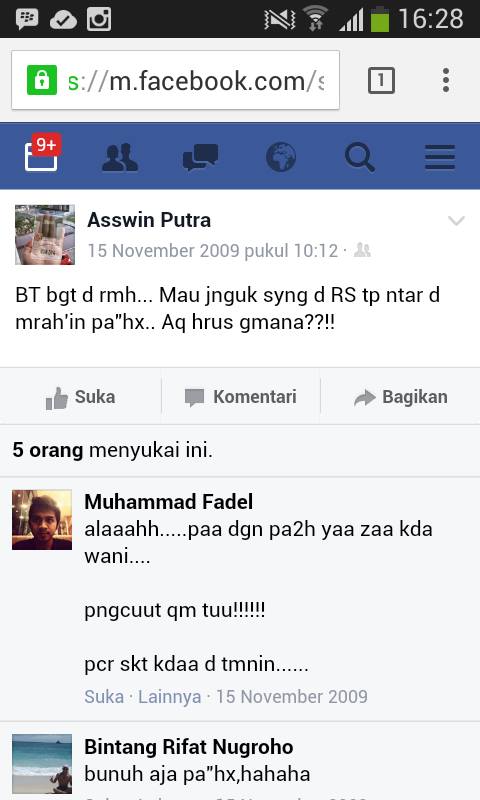 16:28
s://m.facebook.com/s
1
9+
Asswin Putra
15 November 2009 pukul 10:12 ·
BT bgt d rmh... Mau jnguk syng d RS tp ntar d
mrah'in pa"hx.. Aq hrus gmana??!!
Suka
Komentari
Bagikan
5 orang menyukai ini.
Muhammad Fadel
alaaahh.....paa dgn pa2h yaa zaa kda
wani....
pngcuut qm tuu!!!!!!
pcr skt kdaa d tmnin......
Suka · Lainnya · 15 November 2009
Bintang Rifat Nugroho
bunuh aja pa"hx,hahaha